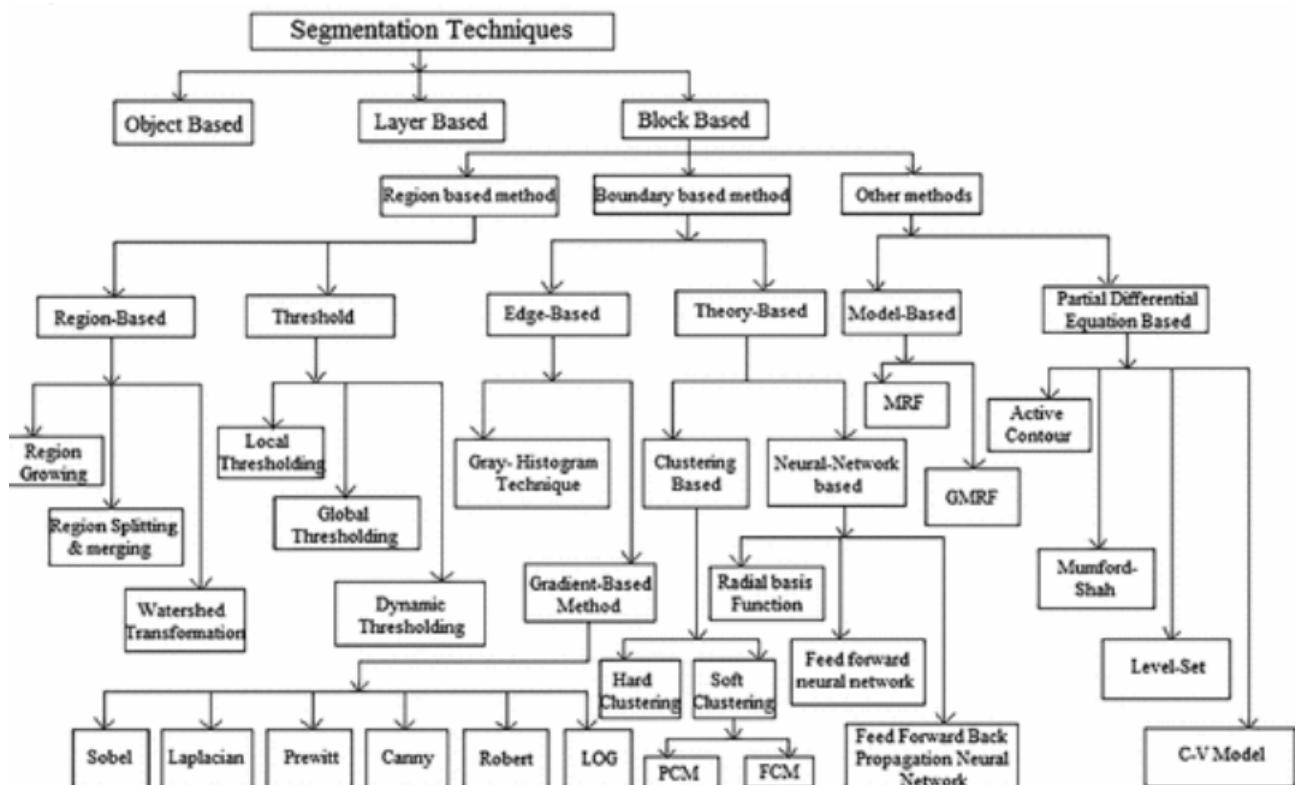 Segmentation Techniques
Object Based
Layer Based
Block Based
Region based method
Boundary based method
Other methods
Region-Based
Threshold
Edge-Based
Theory-Based
Model-Based
Partial Differential
Equation Based
Region
Growing
Region Splitting
& merging
Watershed
Transformation
Local
Thresholding
Global
Thresholding
Dynamic
Thresholding
Gray- Histogram
Technique
Gradient-Based
Method
Clustering
Based
Neural-Network
based
MRF
GMRF
Active
Contour
Mumford-
Shah
Level-Set
C-V Model
Radial basis
Function
Feed forward
neural network
Feed Forward Back
Propagation Neural
Network
Hard
Clustering
Soft
Clustering
PCM
FCM
Sobel
Laplacian
Prewitt
Canny
Robert
LOG